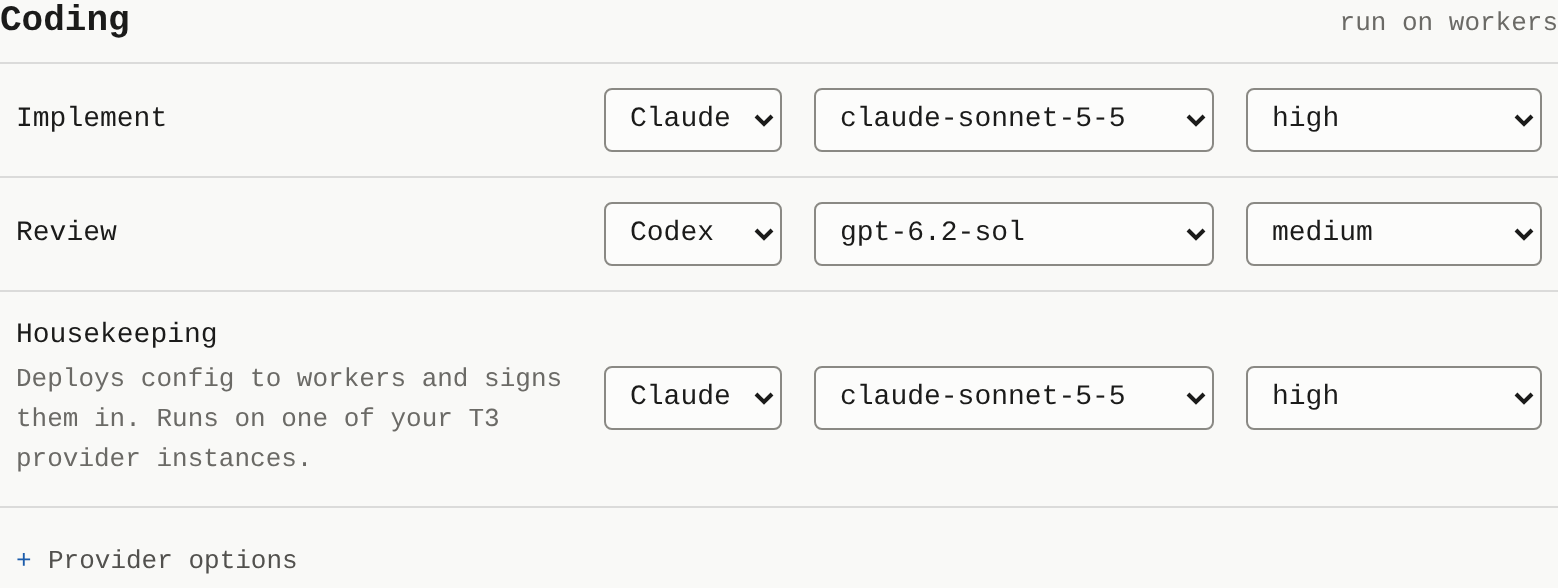 Coding
run on workers
Implement
Claude
claude-sonnet-5-5
high
Review
Codex
gpt-6.2-sol
medium
Housekeeping
Deploys config to workers and signs
them in. Runs on one of your T3
provider instances.
Claude
claude-sonnet-5-5
high
+ Provider options